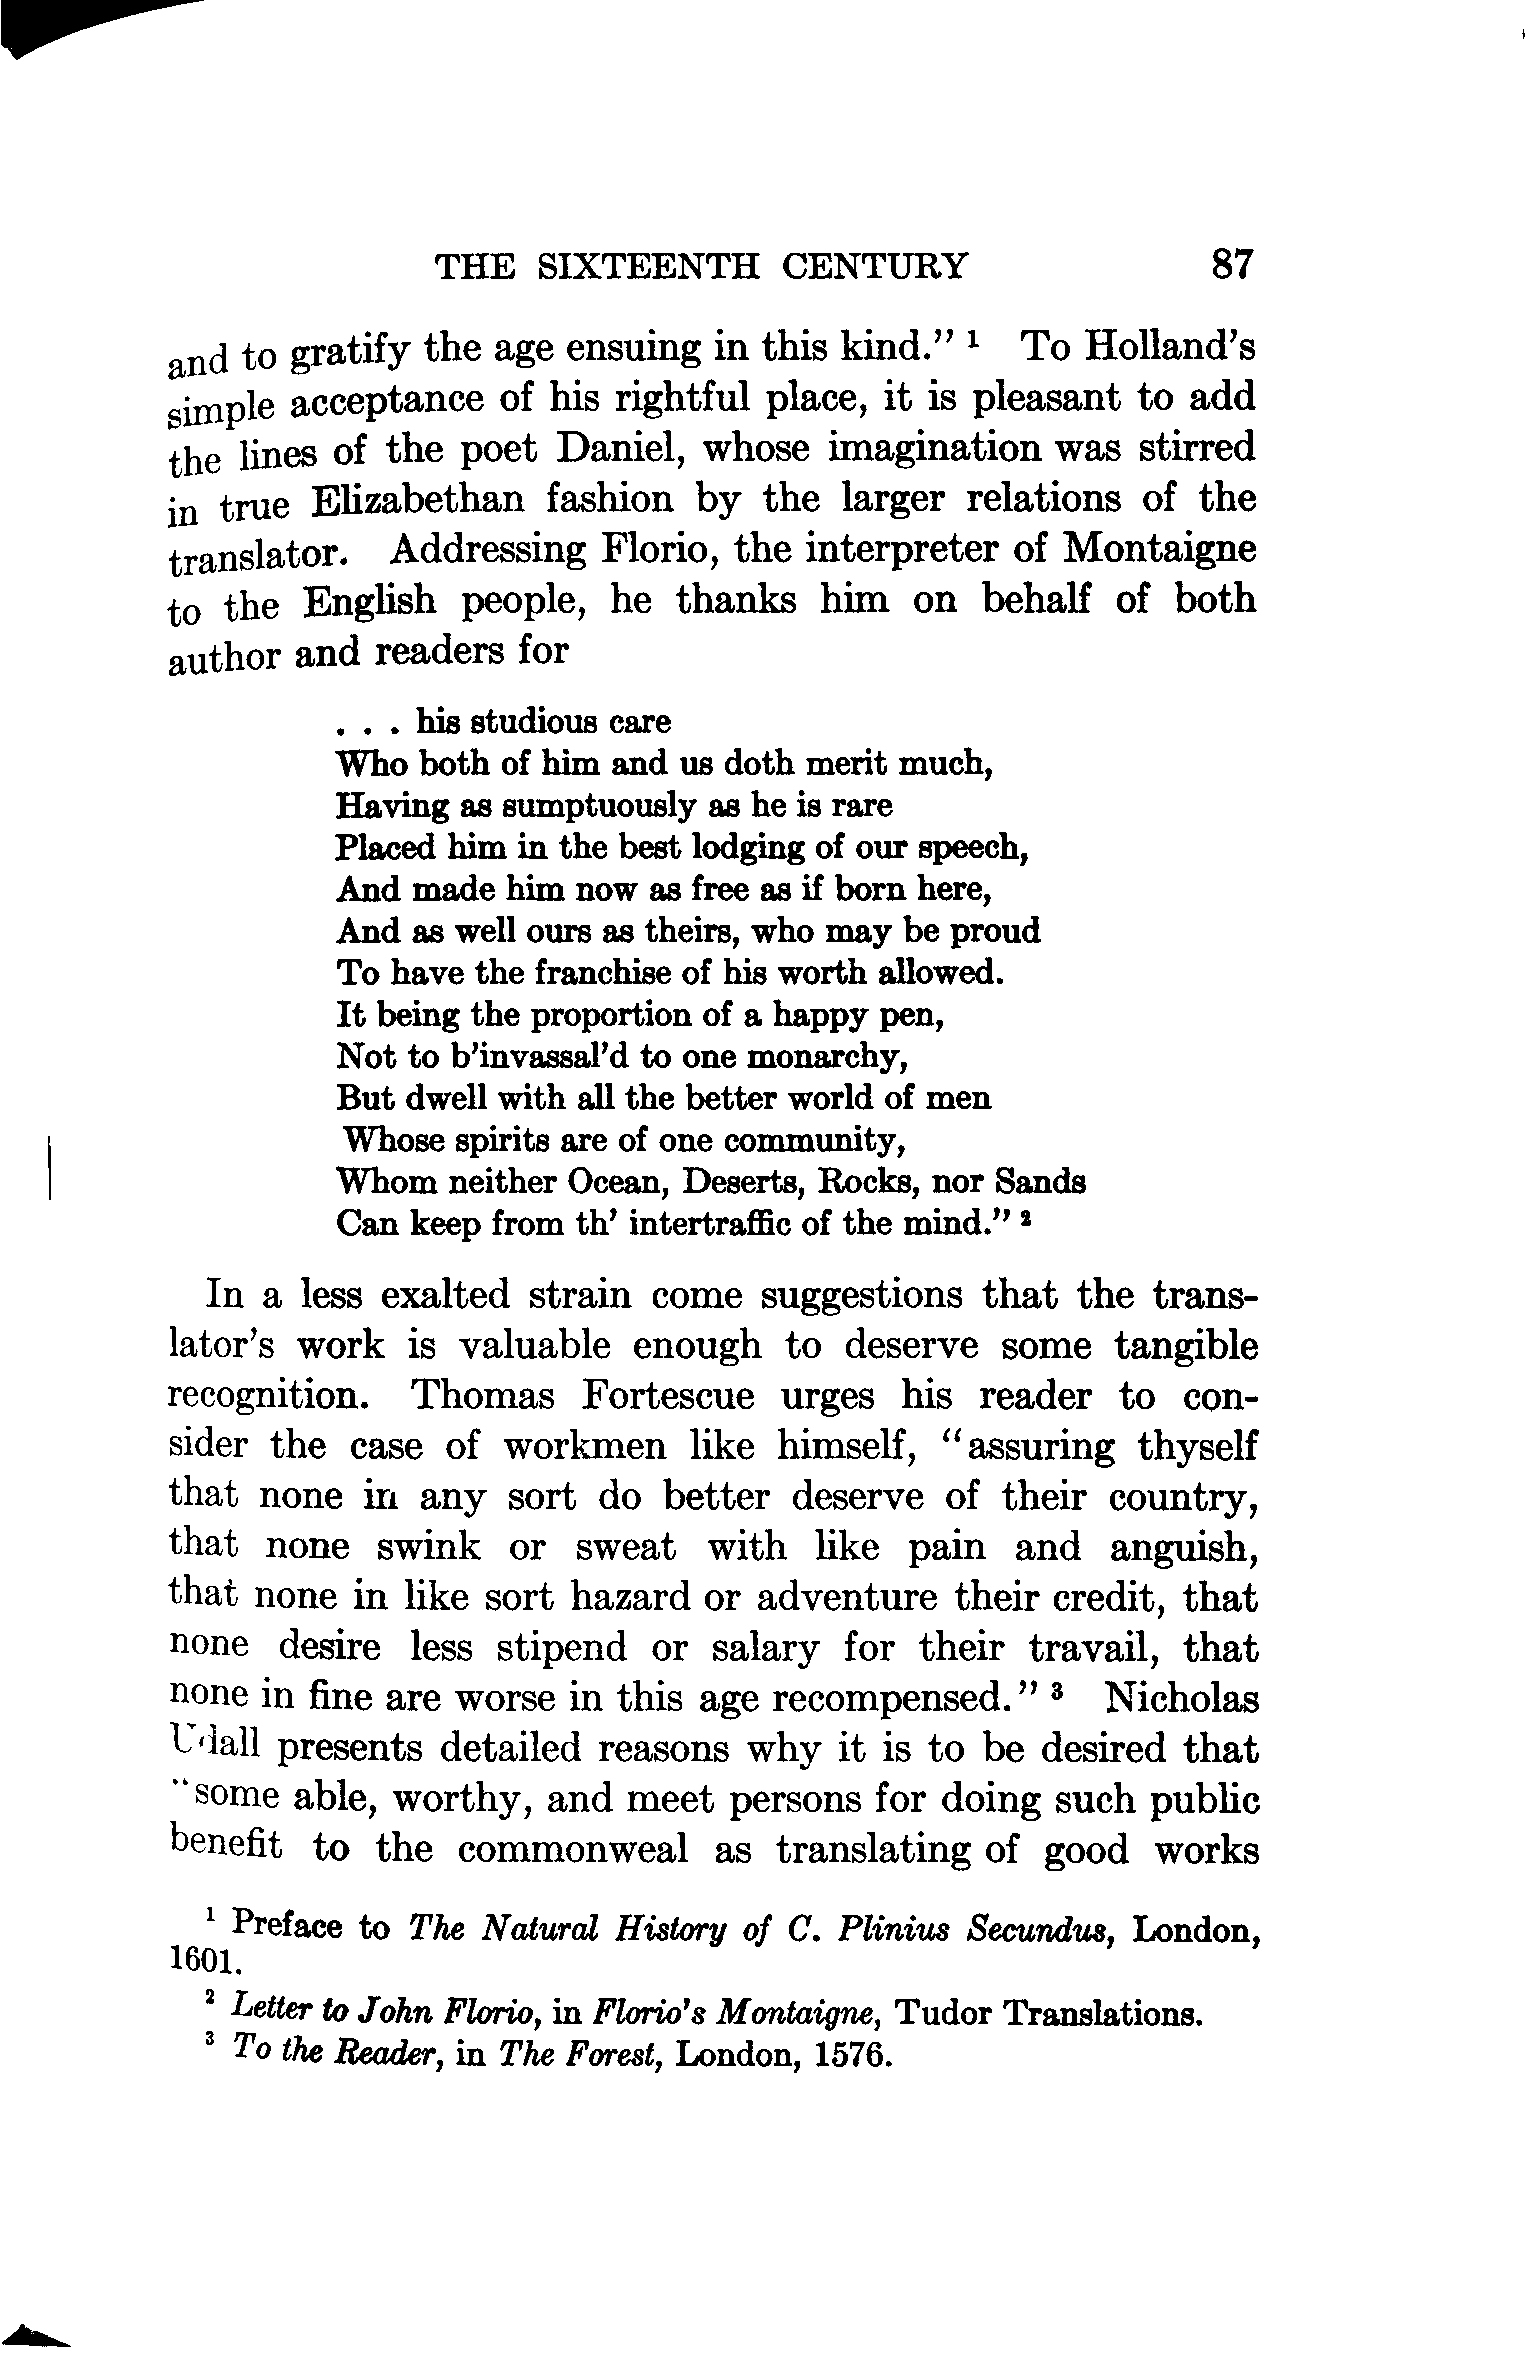 THE SIXTEENTH CENTURY 87
and to gratify the age ensuing in this kind." ¹ To Holland's
simple acceptance of his rightful place, it is pleasant to add
the lines of the poet Daniel, whose imagination was stirred
in true Elizabethan fashion by the larger relations of the
translator. Addressing Florio, the interpreter of Montaigne
to the English people, he thanks him on behalf of both
author and readers for
. . . his studious care
Who both of him and us doth merit much,
Having as sumptuously as he is rare
Placed him in the best lodging of our speech,
And made him now as free as if born here,
And as well ours as theirs, who may be proud
To have the franchise of his worth allowed.
It being the proportion of a happy pen,
Not to b'invassal'd to one monarchy,
But dwell with all the better world of men
Whose spirits are of one community,
Whom neither Ocean, Deserts, Rocks, nor Sands
Can keep from th' intertraffic of the mind." ²
In a less exalted strain come suggestions that the trans-
lator's work is valuable enough to deserve some tangible
recognition. Thomas Fortescue urges his reader to con-
sider the case of workmen like himself, "assuring thyself
that none in any sort do better deserve of their country,
that none swink or sweat with like pain and anguish,
that none in like sort hazard or adventure their credit, that
none desire less stipend or salary for their travail, that
none in fine are worse in this age recompensed." ³ Nicholas
Udall presents detailed reasons why it is to be desired that
"some able, worthy, and meet persons for doing such public
benefit to the commonweal as translating of good works
¹ Preface to The Natural History of C. Plinius Secundus, London,
1601.
² Letter to John Florio, in Florio's Montaigne, Tudor Translations.
³ To the Reader, in The Forest, London, 1576.